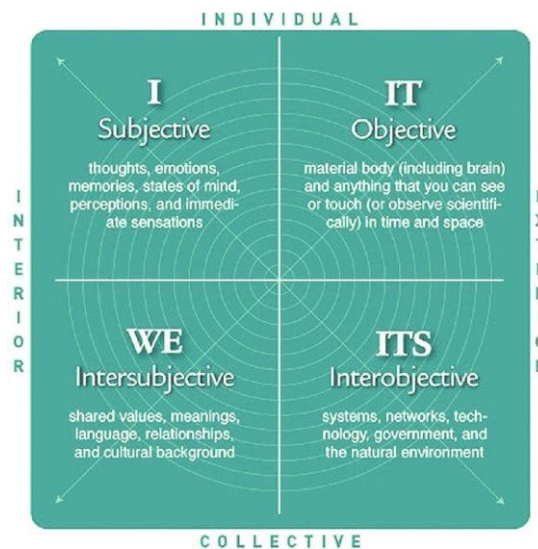 INDIVIDUAL
I
Subjective
thoughts, emotions,
memories, states of mind,
perceptions, and immedi-
ate sensations
IT
Objective
material body (including brain)
and anything that you can see
or touch (or observe scientifi-
cally) in time and space
INTERIOR
WE
Intersubjective
shared values, meanings,
language, relationships,
and cultural background
ITS
Interobjective
systems, networks, tech-
nology, government, and
the natural environment
COLLECTIVE